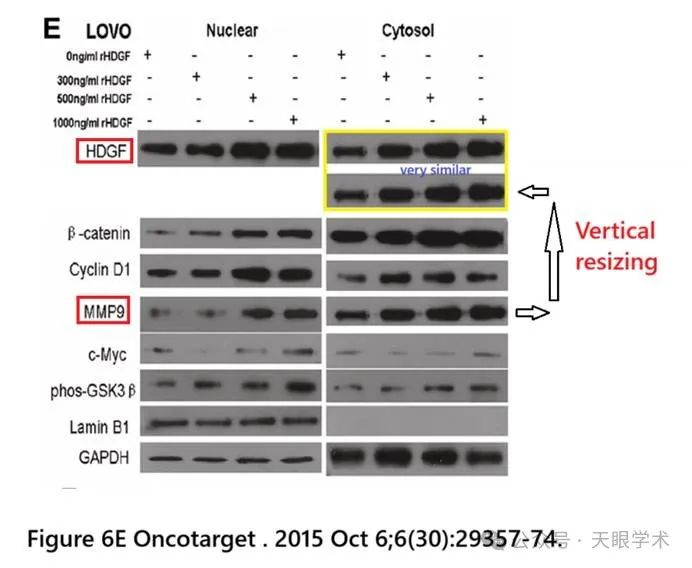 E LOVO Nuclear Cytosol
0ng/ml rHDGF + - - - + - - -
300ng/ml rHDGF - + - - - + - -
500ng/ml rHDGF - - + - - - + -
1000ng/ml rHDGF - - - + - - - +
HDGF
very similar
β-catenin
Vertical
resizing
Cyclin D1
MMP9
c-Myc
phos-GSK3β
Lamin B1
GAPDH
Figure 6E Oncotarget . 2015 Oct 6;6(30):29357-74.
公众号 · 天眼学术